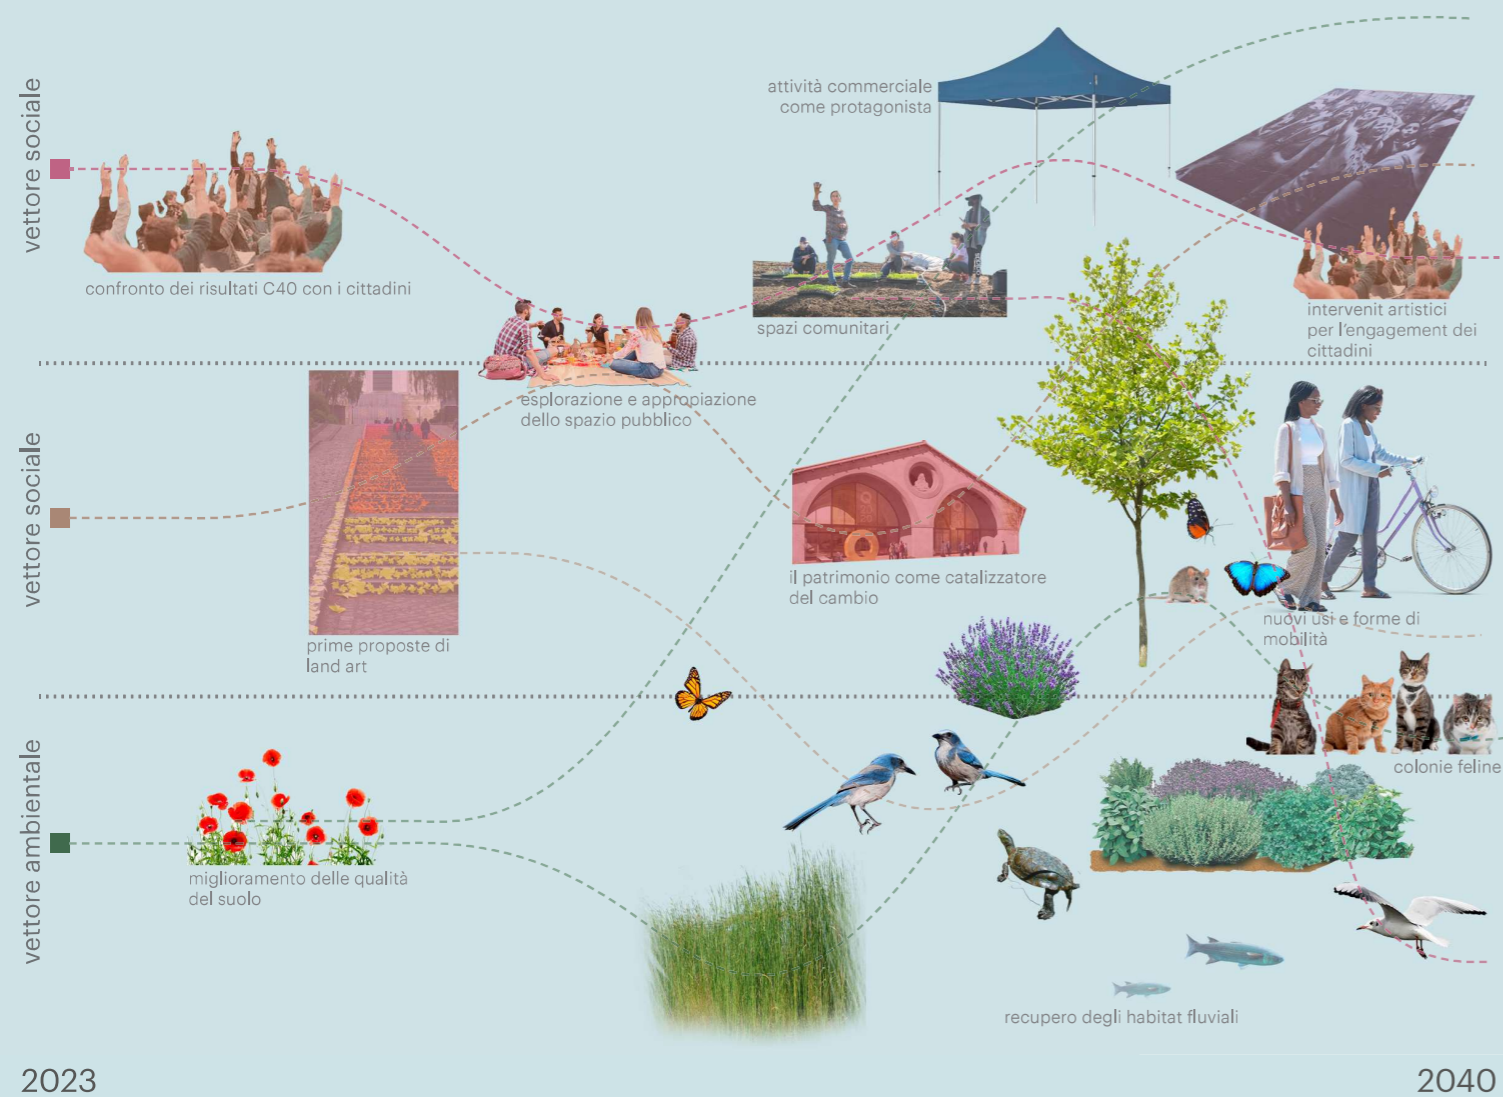 vettore sociale
attività commerciale
come protagonista
confronto dei risultati C40 con i cittadini
spazi comunitari
intervenit artistici
per l'engagement dei
cittadini
vettore sociale
esplorazione e appropiazione
dello spazio pubblico
il patrimonio come catalizzatore
del cambio
nuovi usi e forme di
mobilità
prime proposte di
land art
vettore ambientale
colonie feline
miglioramento delle qualità
del suolo
recupero degli habitat fluviali
2023
2040